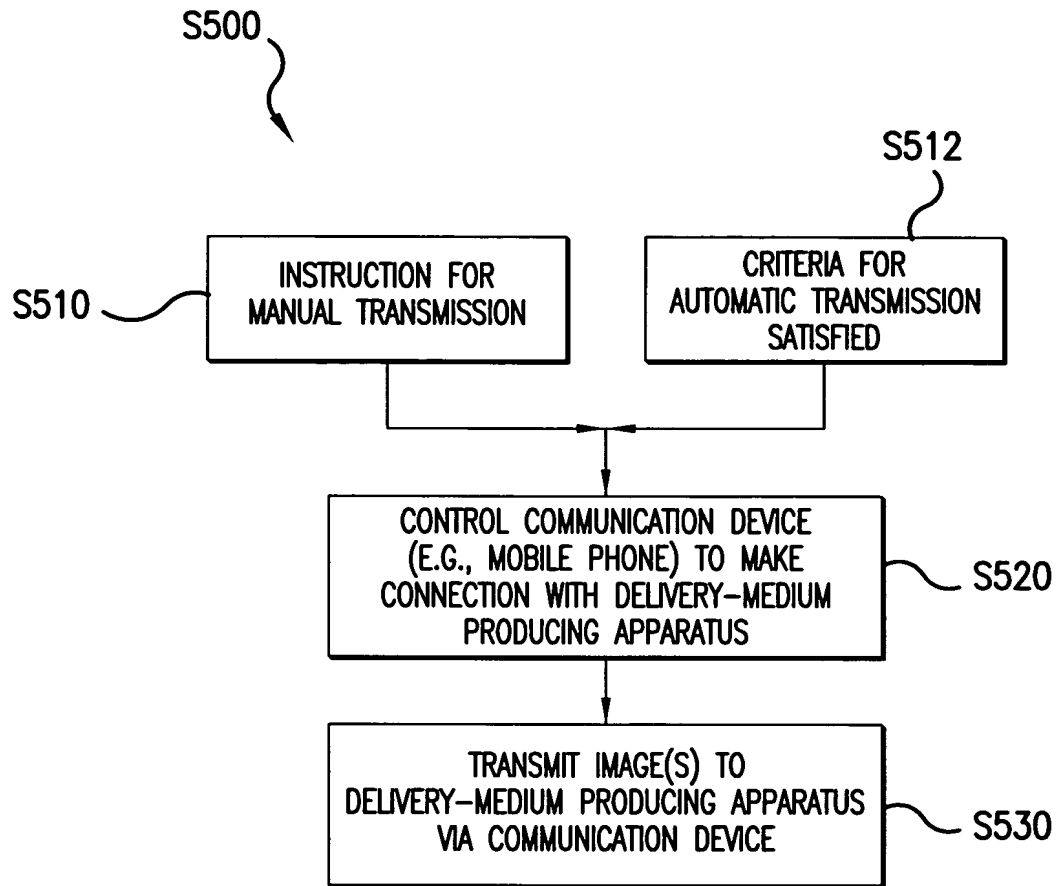 S500
S512
INSTRUCTION FOR
MANUAL TRANSMISSION
S510
CRITERIA FOR
AUTOMATIC TRANSMISSION
SATISFIED
CONTROL COMMUNICATION DEVICE
(E.G., MOBILE PHONE) TO MAKE
CONNECTION WITH DELIVERY-MEDIUM
PRODUCING APPARATUS
S520
TRANSMIT IMAGE(S) TO
DELIVERY-MEDIUM PRODUCING APPARATUS
VIA COMMUNICATION DEVICE
S530